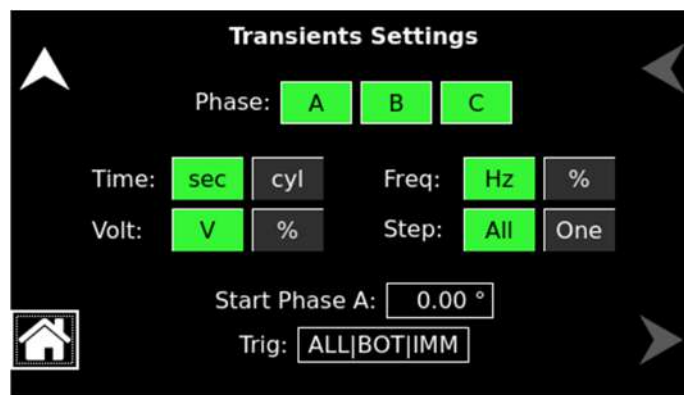 Transients Settings
Phase: A B C
Time: sec cyl Freq: Hz %
Volt: V % Step: All One
Start Phase A: 0.00 °
Trig: ALL|BOT|IMM